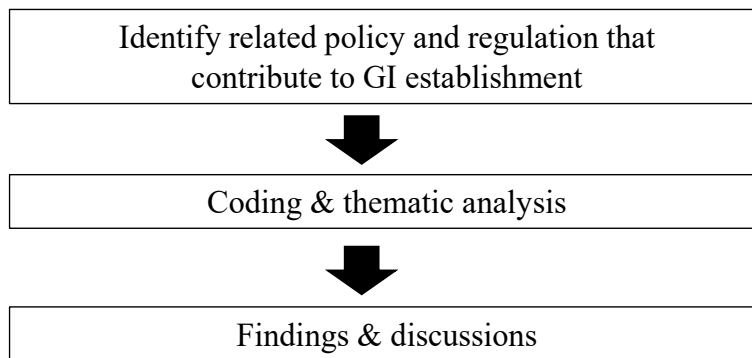 Identify related policy and regulation that
contribute to GI establishment
Coding & thematic analysis
Findings & discussions